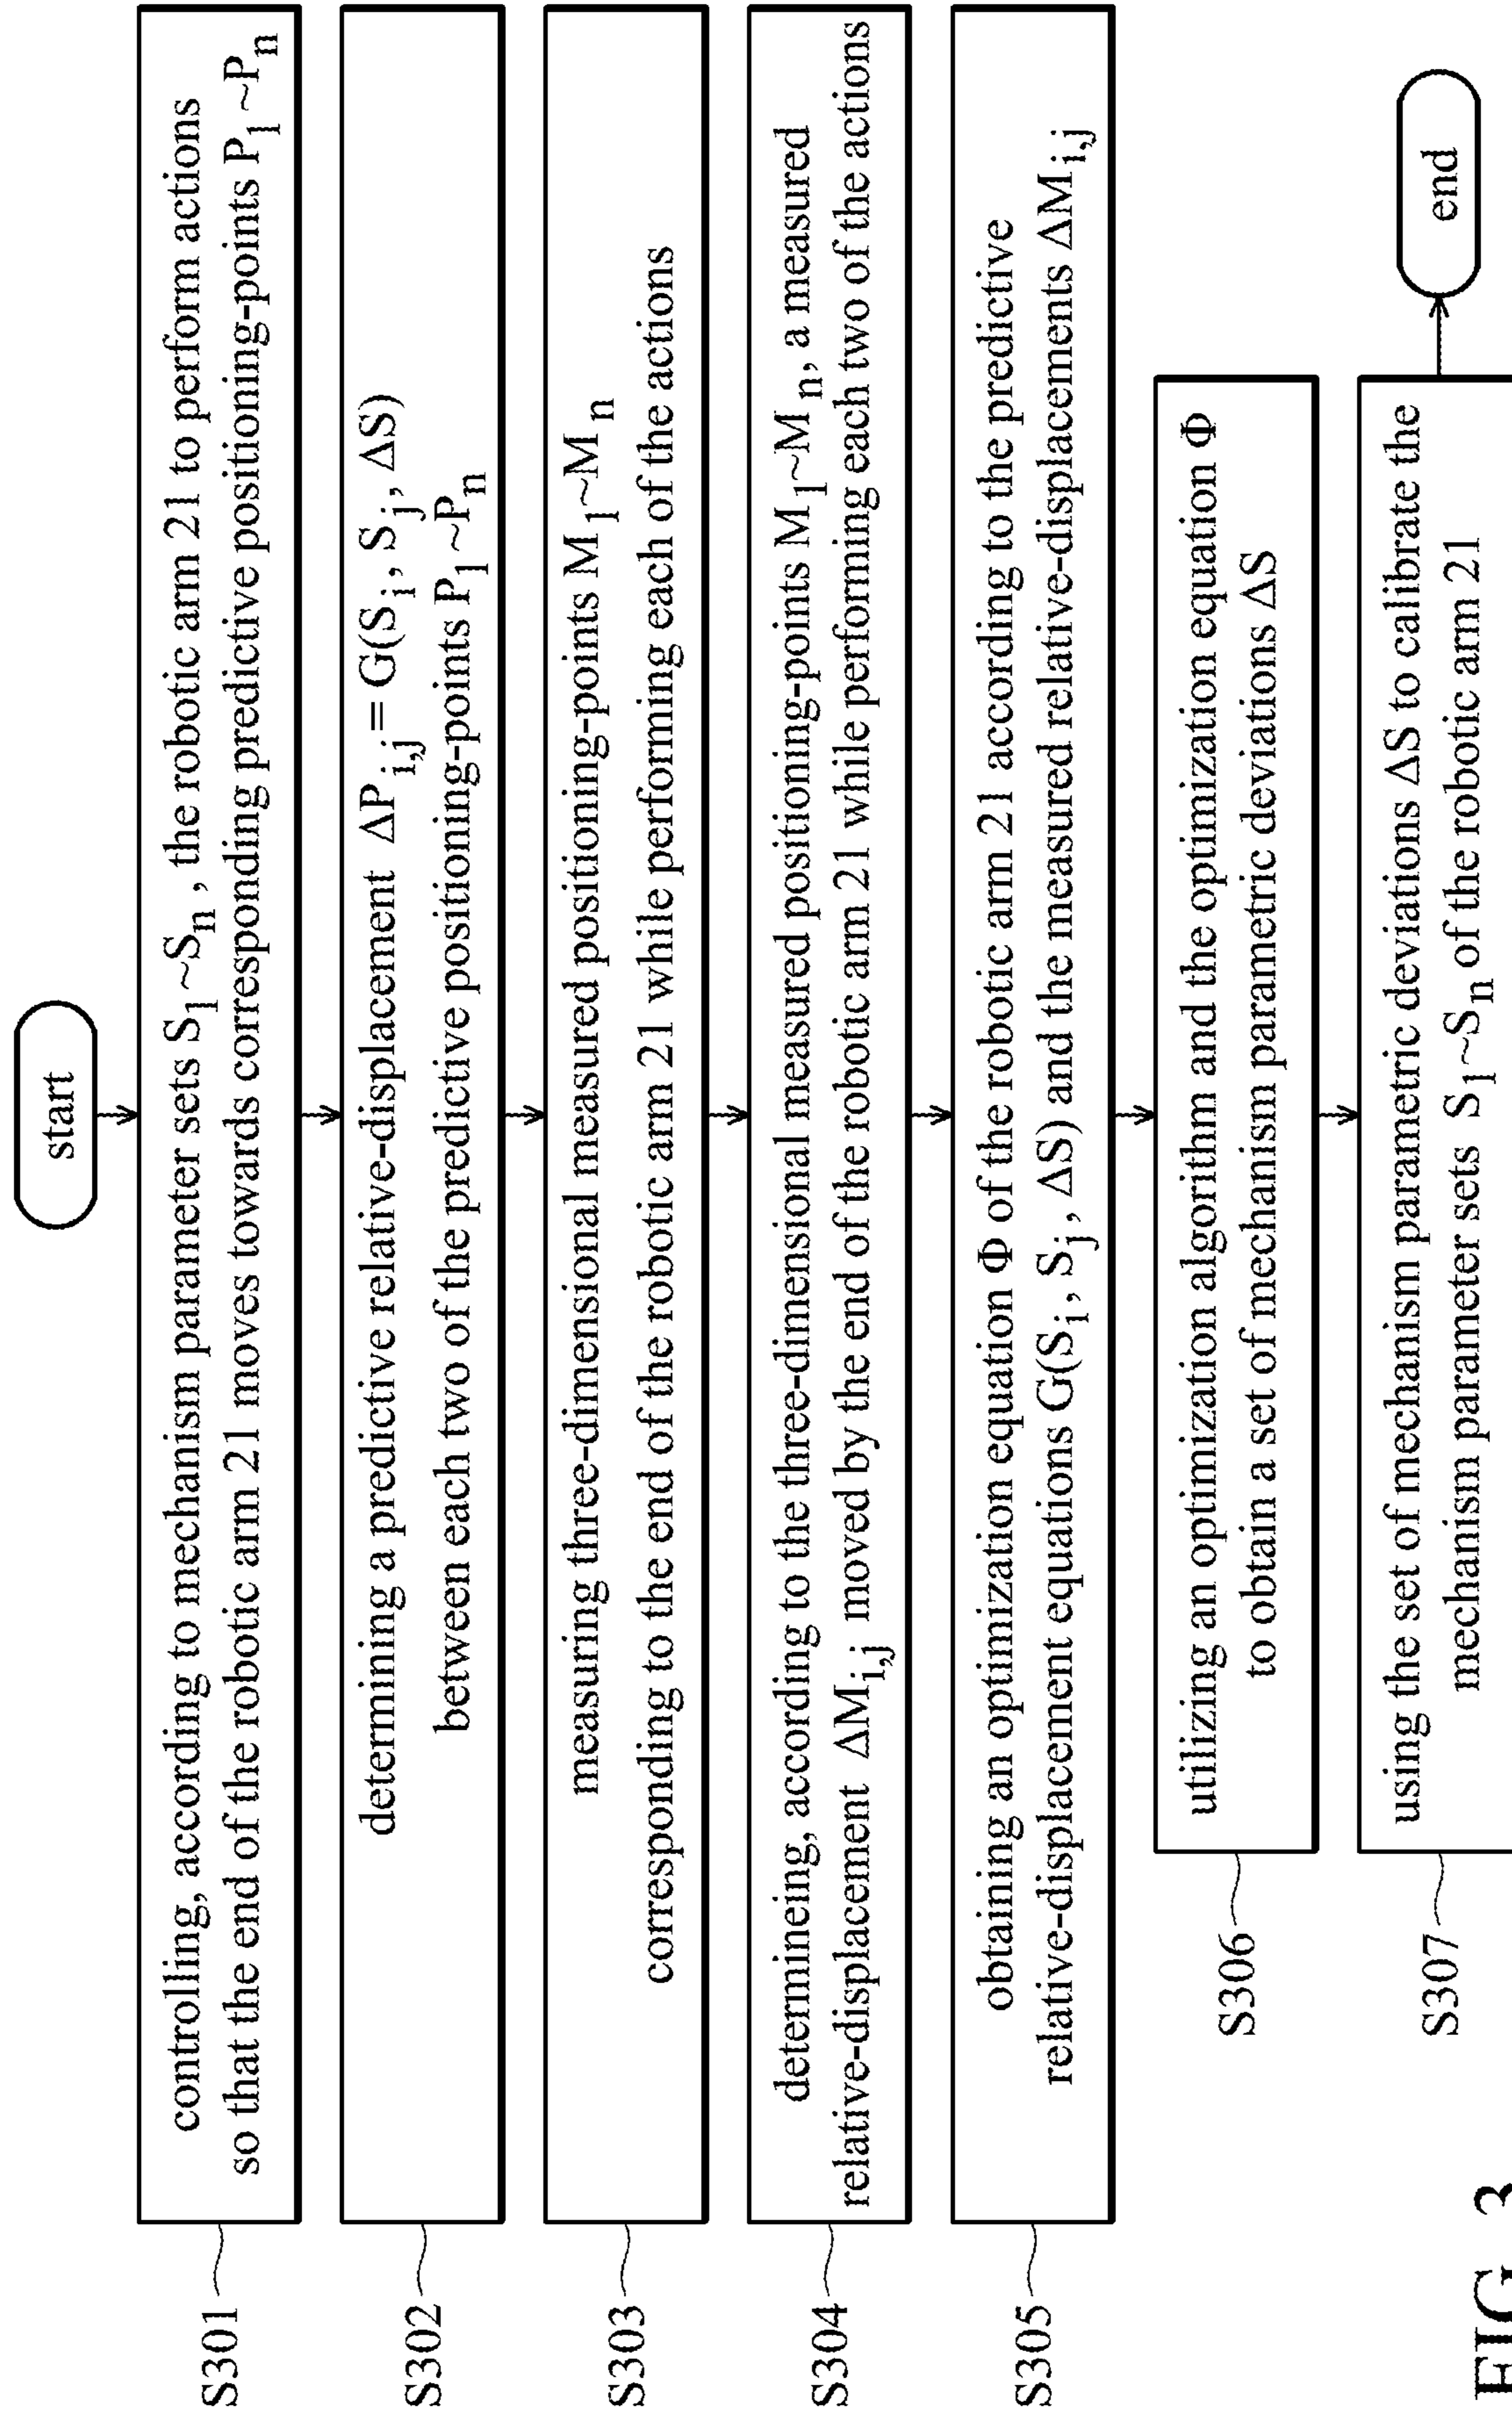 start
S301
controlling, according to mechanism parameter sets S₁~Sₙ, the robotic arm 21 to perform actions
so that the end of the robotic arm 21 moves towards corresponding predictive positioning-points P₁~Pₙ
S302
determining a predictive relative-displacement ΔP_{i,j}= G(S_i, S_j, ΔS)
between each two of the predictive positioning-points P₁~Pₙ
S303
measuring three-dimensional measured positioning-points M₁~Mₙ
corresponding to the end of the robotic arm 21 while performing each of the actions
S304
determineing, according to the three-dimensional measured positioning-points M₁~Mₙ, a measured
relative-displacement ΔM_{i,j} moved by the end of the robotic arm 21 while performing each two of the actions
S305
obtaining an optimization equation Φ of the robotic arm 21 according to the predictive
relative-displacement equations G(S_i, S_j, ΔS) and the measured relative-displacements ΔM_{i,j}
S306
utilizing an optimization algorithm and the optimization equation Φ
to obtain a set of mechanism parametric deviations ΔS
S307
using the set of mechanism parametric deviations ΔS to calibrate the
mechanism parameter sets S₁~Sₙ of the robotic arm 21
end
FIG. 3